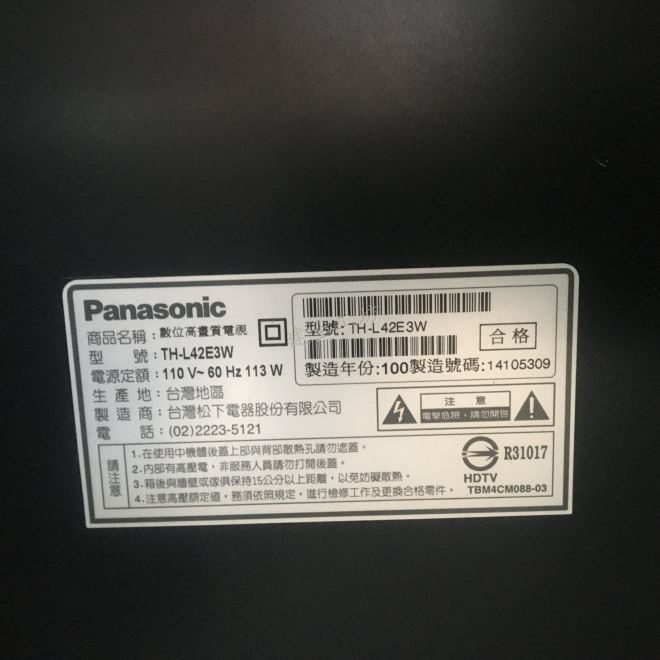 Panasonic
商品名稱：數位高畫質電視
型 號：TH-L42E3W
電源定額：110 V~ 60 Hz 113 W
生 產 地：台灣地區
製 造 商：台灣松下電器股份有限公司
電 話：(02)2223-5121
型號：TH-L42E3W
製造年份：100製造號碼：14105309
合格
注 意
電擊危險，請勿開啓
請注意
1.在使用中機體後蓋上部與背部散熱孔請勿遮蓋。
2.內部有高壓電，非服務人員請勿打開後蓋。
3.箱後與牆壁或傢俱保持15公分以上距離，以免妨礙散熱。
4.注意高壓額定值，務須依照規定，進行檢修工作及更換合格零件。
R31017
HDTV
TBM4CM088-03